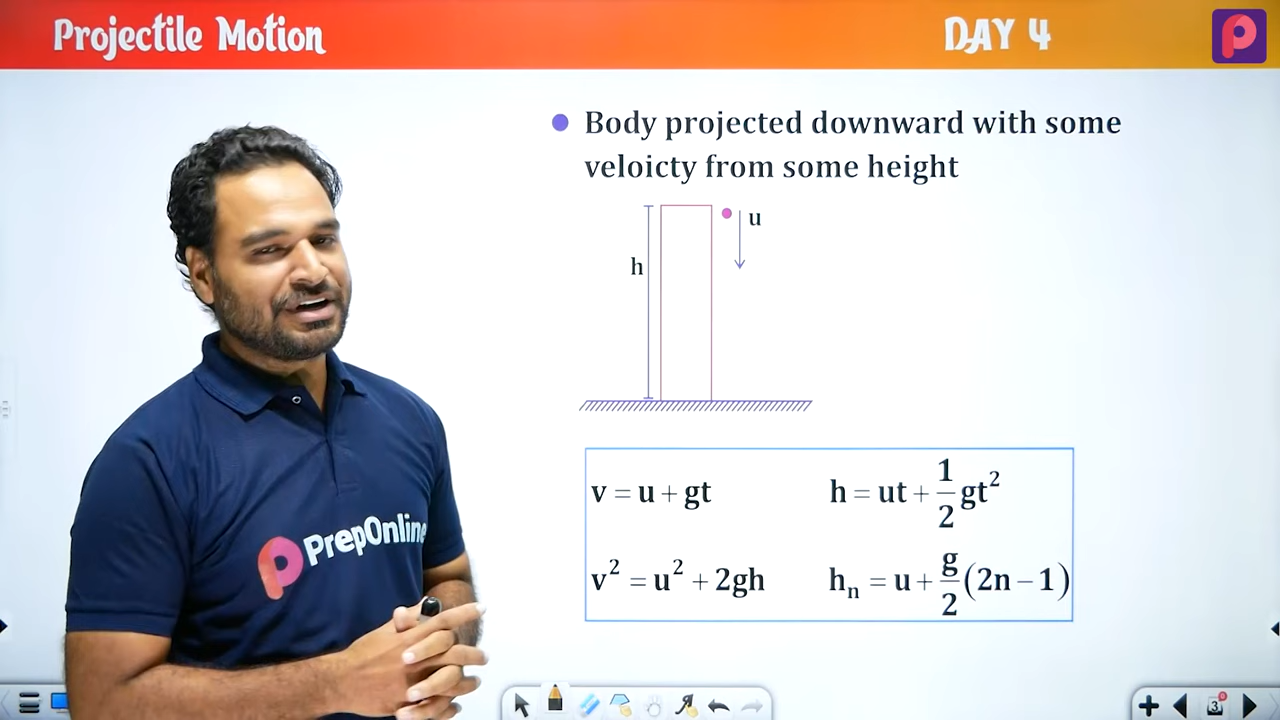 Projectile Motion
DAY 4
Body projected downward with some
veloicty from some height
u
h
v = u + gt
h = ut + 1/2 gt²
v² = u² + 2gh
hₙ = u + g/2 (2n − 1)
PrepOnline
3